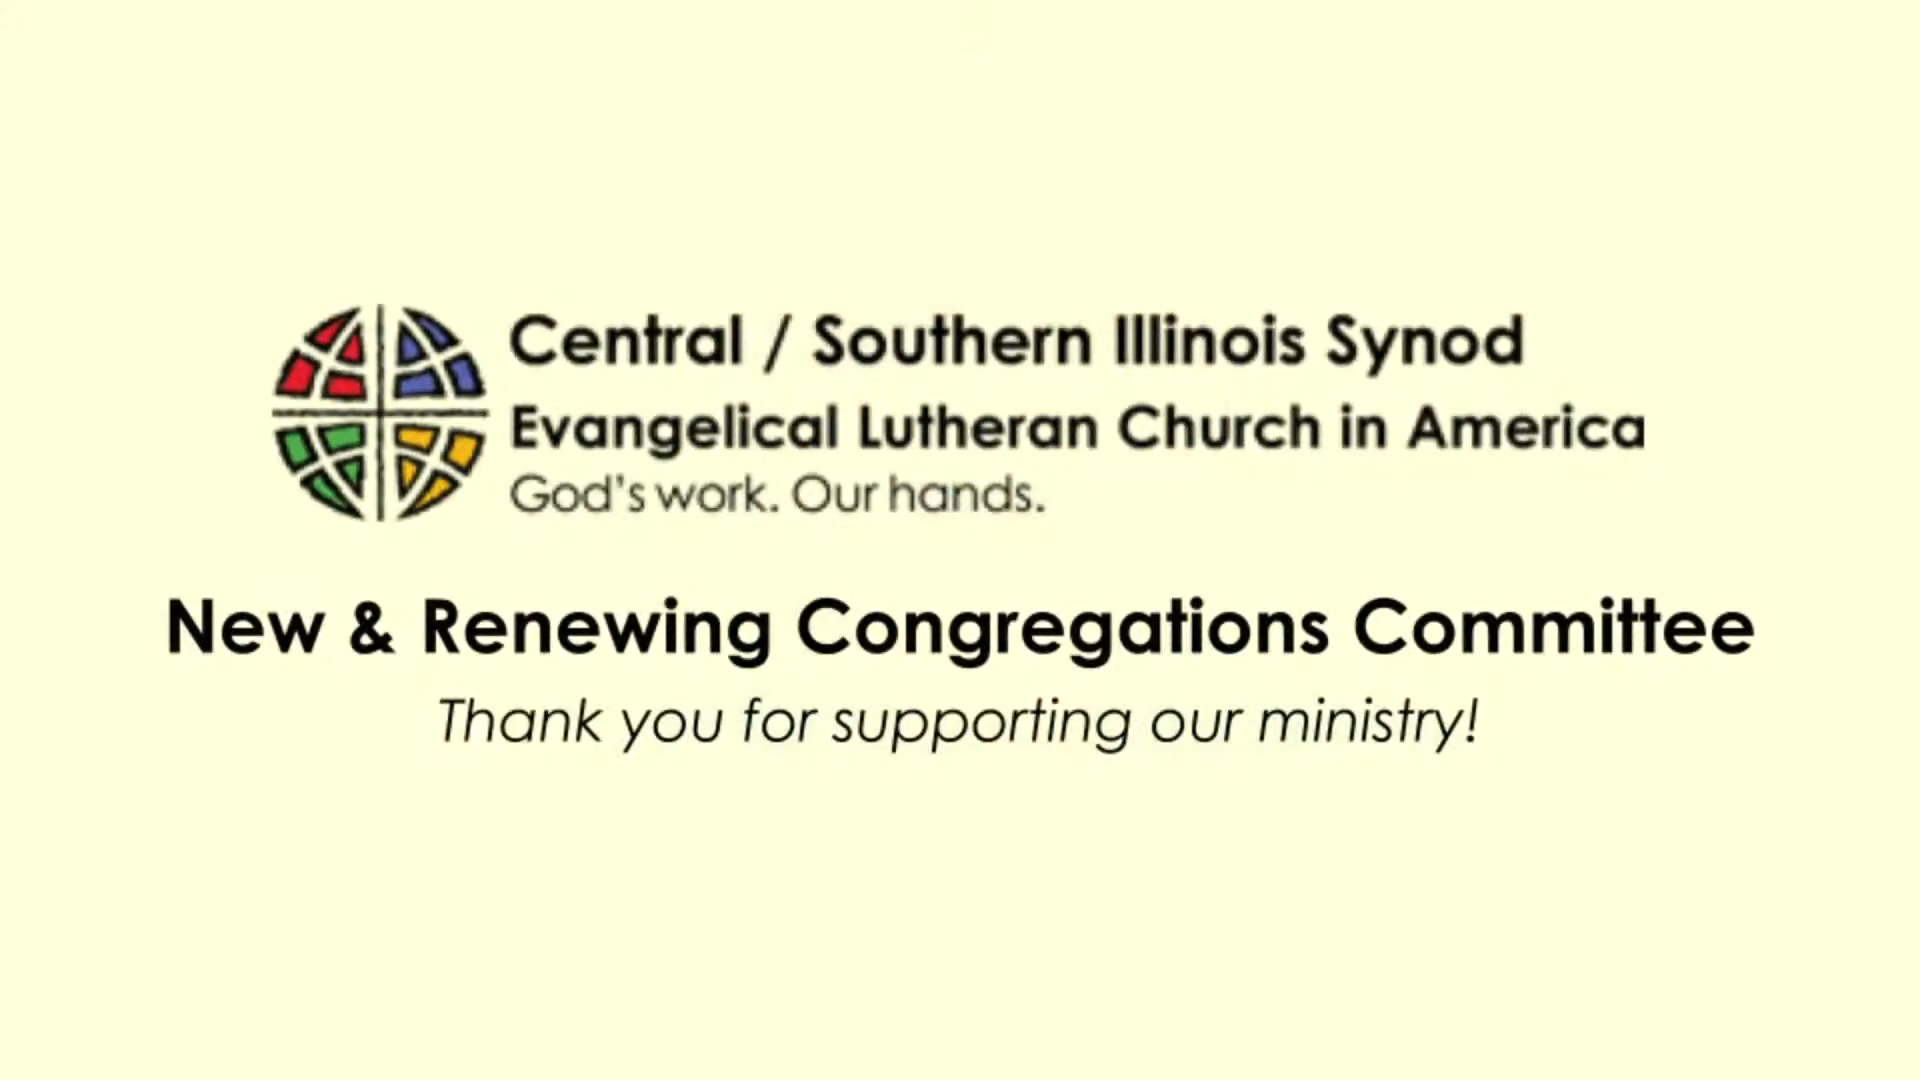 Central / Southern Illinois Synod
Evangelical Lutheran Church in America
God's work. Our hands.
New & Renewing Congregations Committee
Thank you for supporting our ministry!